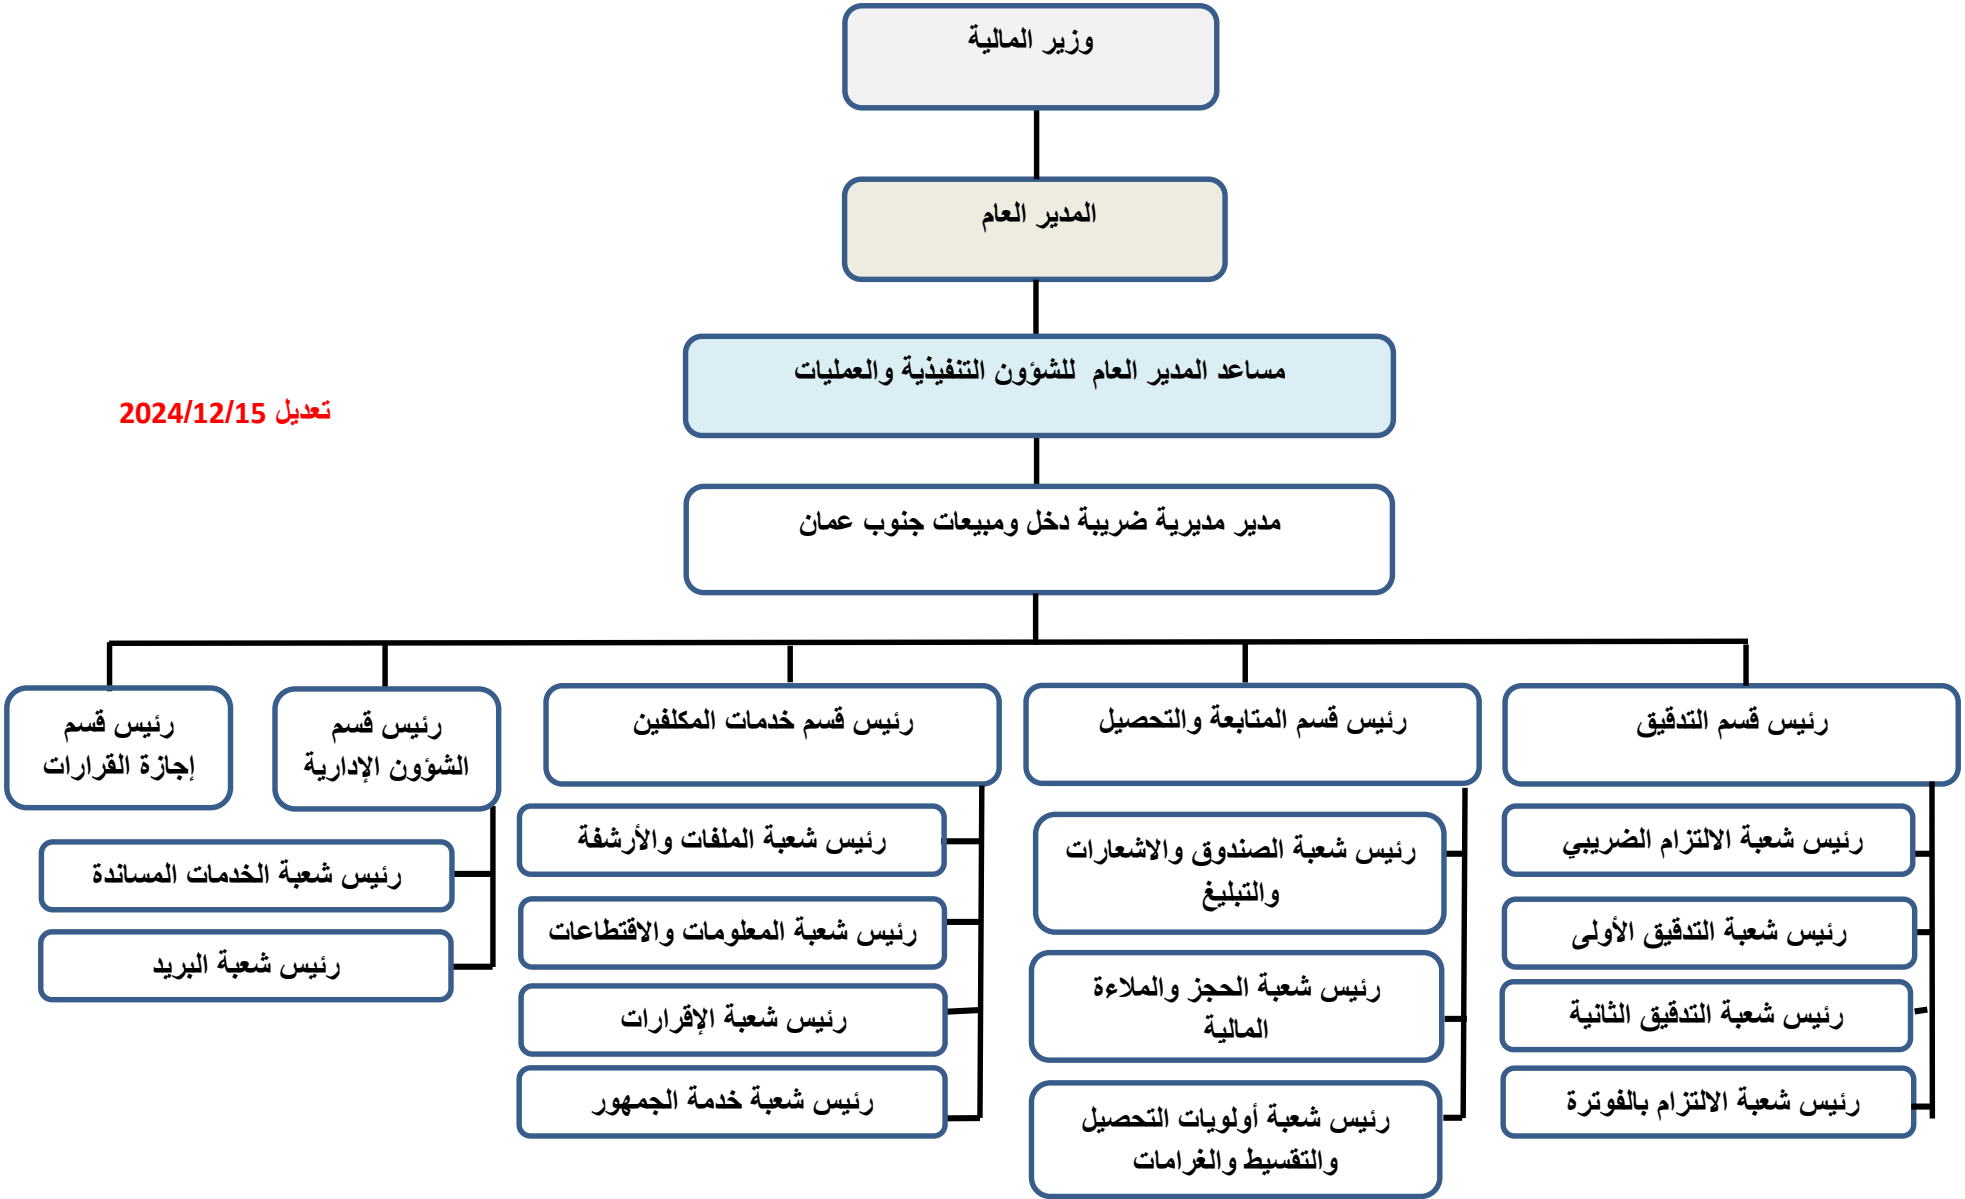 وزير المالية
المدير العام
مساعد المدير العام للشؤون التنفيذية والعمليات
تعديل 2024/12/15
مدير مديرية ضريبة دخل ومبيعات جنوب عمان
رئيس قسم التدقيق
رئيس شعبة الالتزام الضريبي
رئيس شعبة التدقيق الأولى
رئيس شعبة التدقيق الثانية
رئيس شعبة الالتزام بالفوترة
رئيس قسم المتابعة والتحصيل
رئيس شعبة الصندوق والاشعارات
والتبليغ
رئيس شعبة الحجز والملاءة
المالية
رئيس شعبة أولويات التحصيل
والتقسيط والغرامات
رئيس قسم خدمات المكلفين
رئيس شعبة الملفات والأرشفة
رئيس شعبة المعلومات والاقتطاعات
رئيس شعبة الإقرارات
رئيس شعبة خدمة الجمهور
رئيس قسم
الشؤون الإدارية
رئيس شعبة الخدمات المساندة
رئيس شعبة البريد
رئيس قسم
إجازة القرارات